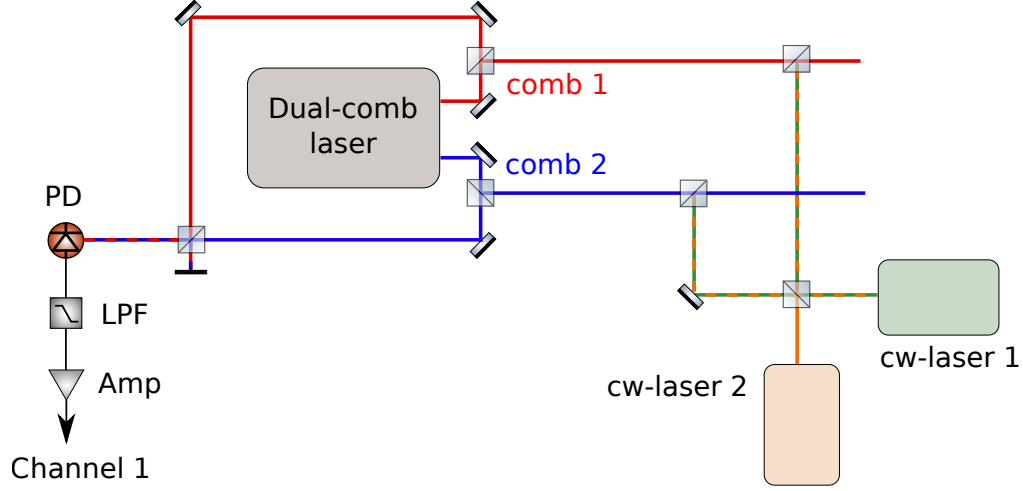 Dual-comb
laser
comb 1
comb 2
PD
LPF
Amp
Channel 1
cw-laser 1
cw-laser 2